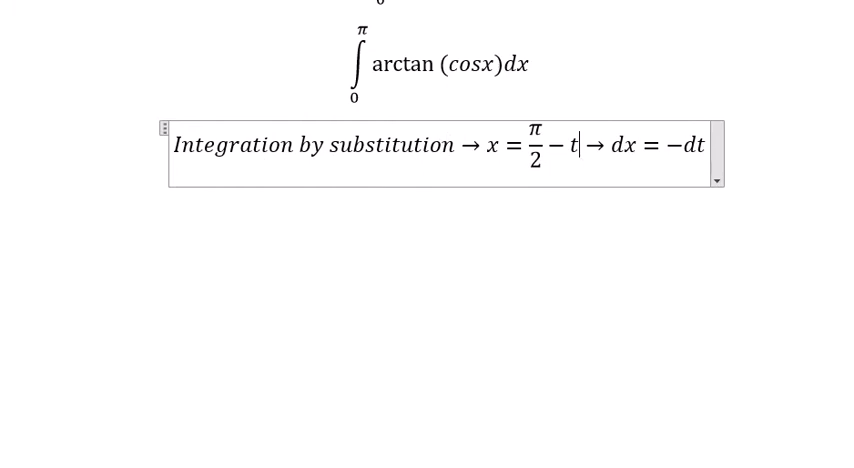 ∫₀^π arctan (cosx)dx
Integration by substitution → x = π/2 − t → dx = −dt